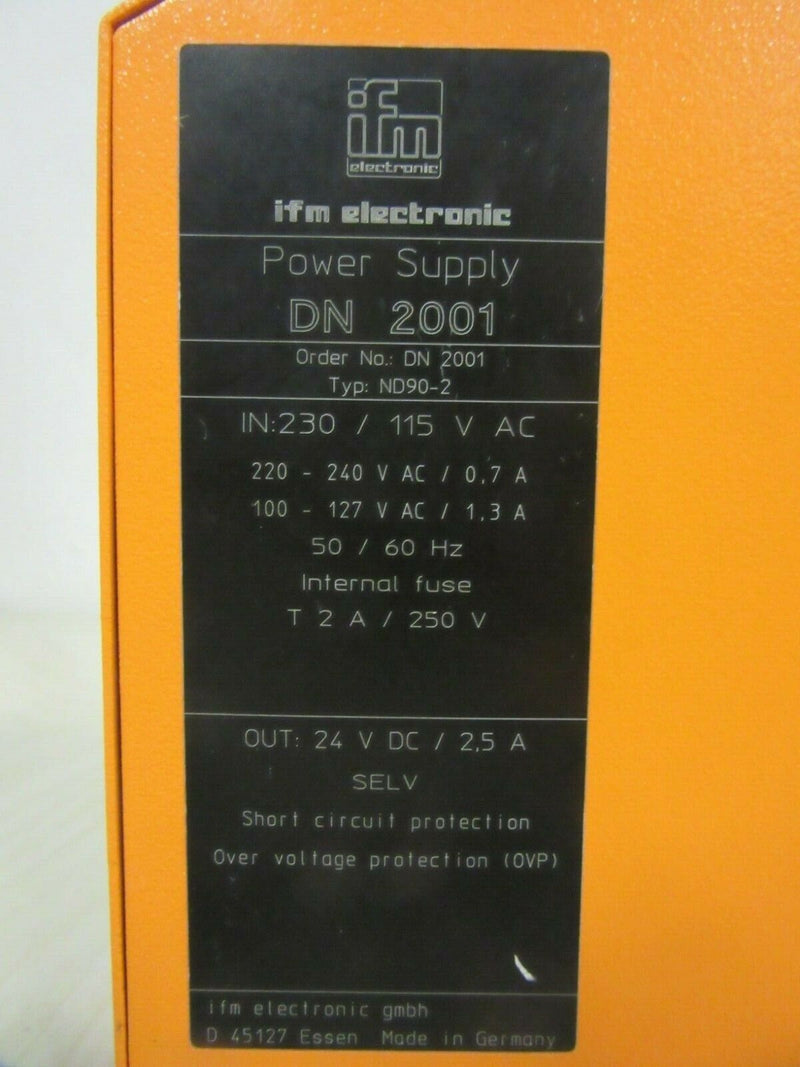 ifm
electronic
ifm electronic
Power Supply
DN 2001
Order No.: DN 2001
Typ: ND90-2
IN:230 / 115 V AC
220 - 240 V AC / 0,7 A
100 - 127 V AC / 1,3 A
50 / 60 Hz
Internal fuse
T 2 A / 250 V
OUT: 24 V DC / 2,5 A
SELV
Short circuit protection
Over voltage protection (OVP)
ifm electronic gmbh
D 45127 Essen Made in Germany